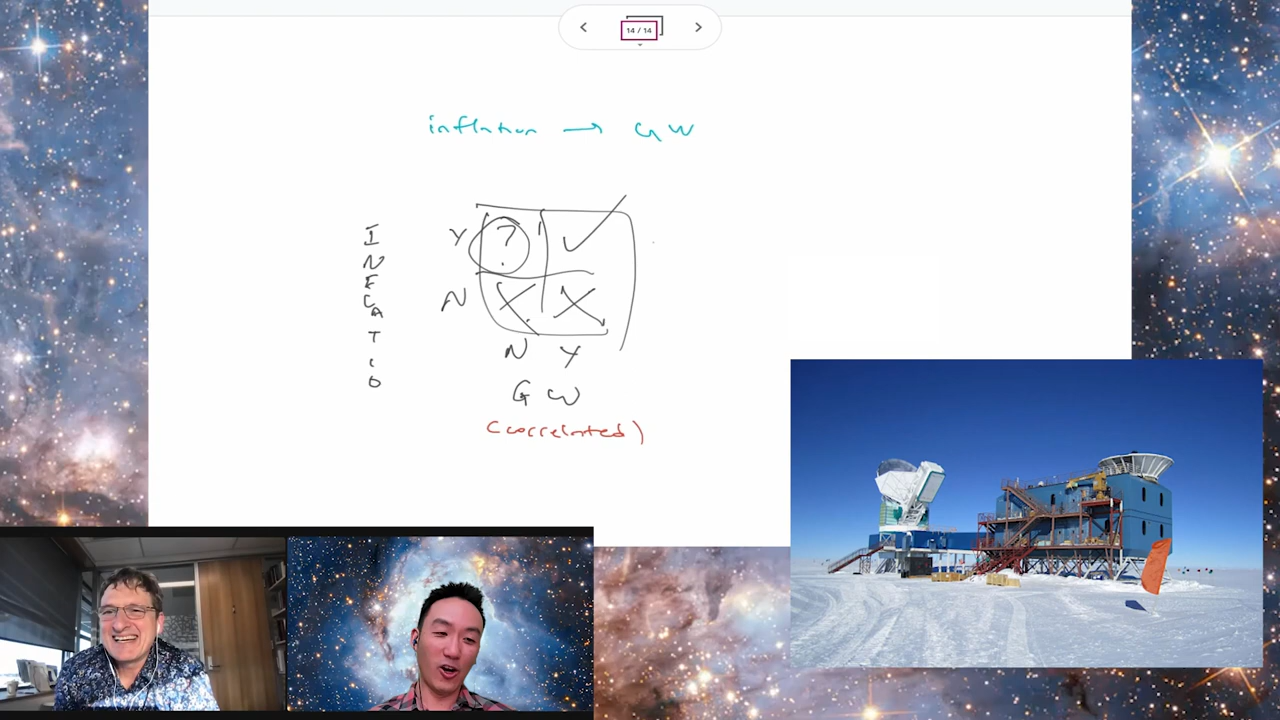 14 / 14
inflation → GW
Y ? ✓
N X X
N Y
GW
(correlated)
I
N
F
L
A
T
I
O